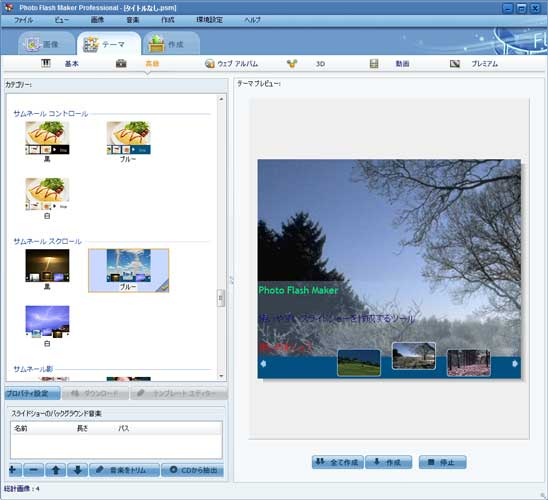 Photo Flash Maker Professional - [タイトルなし.psm]
ファイル ビュー 画像 音楽 作成 環境設定 ヘルプ
画像 テーマ 作成
基本 高級 ウェブ アルバム 3D 動画 プレミアム
カテゴリー:
テーマ プレビュー:
サムネール コントロール
黒 ブルー
白
サムネール スクロール
黒 ブルー
白
サムネール影
Photo Flash Maker
使いやすいスライドショーを作成するツール
プロパティ設定 ダウンロード テンプレート エディター
スライドショーのバックグラウンド音楽
名前 長さ パス
音楽をトリム CDから抽出
全て作成 作成 停止
総計画像 : 4